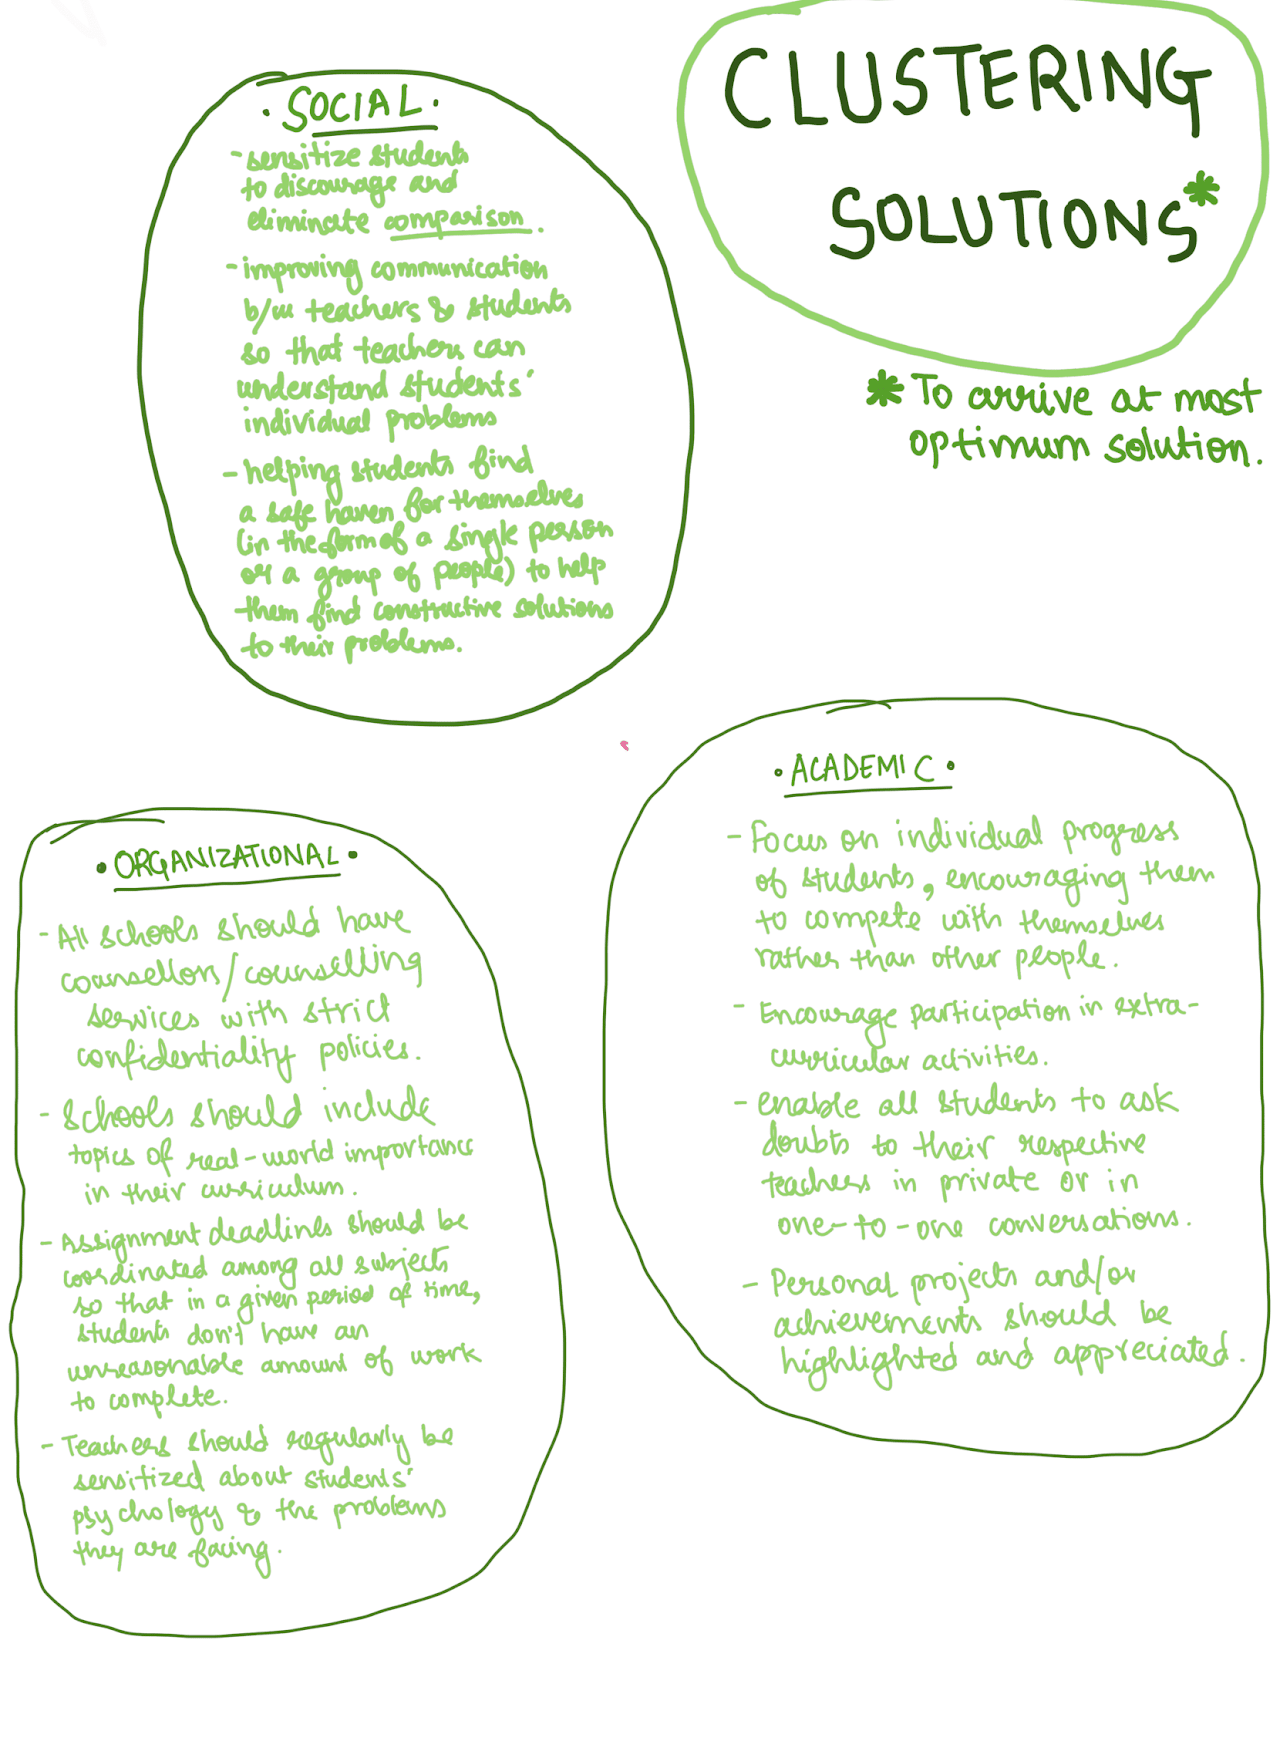 CLUSTERING
SOLUTIONS*
* To arrive at most
optimum solution.
• SOCIAL •
- sensitize students
to discourage and
eliminate comparison.
- improving communication
b/w teachers & students
so that teachers can
understand students'
individual problems
- helping students find
a safe haven for themselves
(in the form of a single person
or a group of people) to help
them find constructive solutions
to their problems.
• ORGANIZATIONAL •
- All schools should have
counsellors/counselling
services with strict
confidentiality policies.
- Schools should include
topics of real-world importance
in their curriculum.
- Assignment deadlines should be
coordinated among all subjects
so that in a given period of time,
students don't have an
unreasonable amount of work
to complete.
- Teachers should regularly be
sensitized about students'
psychology & the problems
they are facing.
• ACADEMIC •
- Focus on individual progress
of students, encouraging them
to compete with themselves
rather than other people.
- Encourage participation in extra-
curricular activities.
- enable all students to ask
doubts to their respective
teachers in private or in
one-to-one conversations.
- Personal projects and/or
achievements should be
highlighted and appreciated.